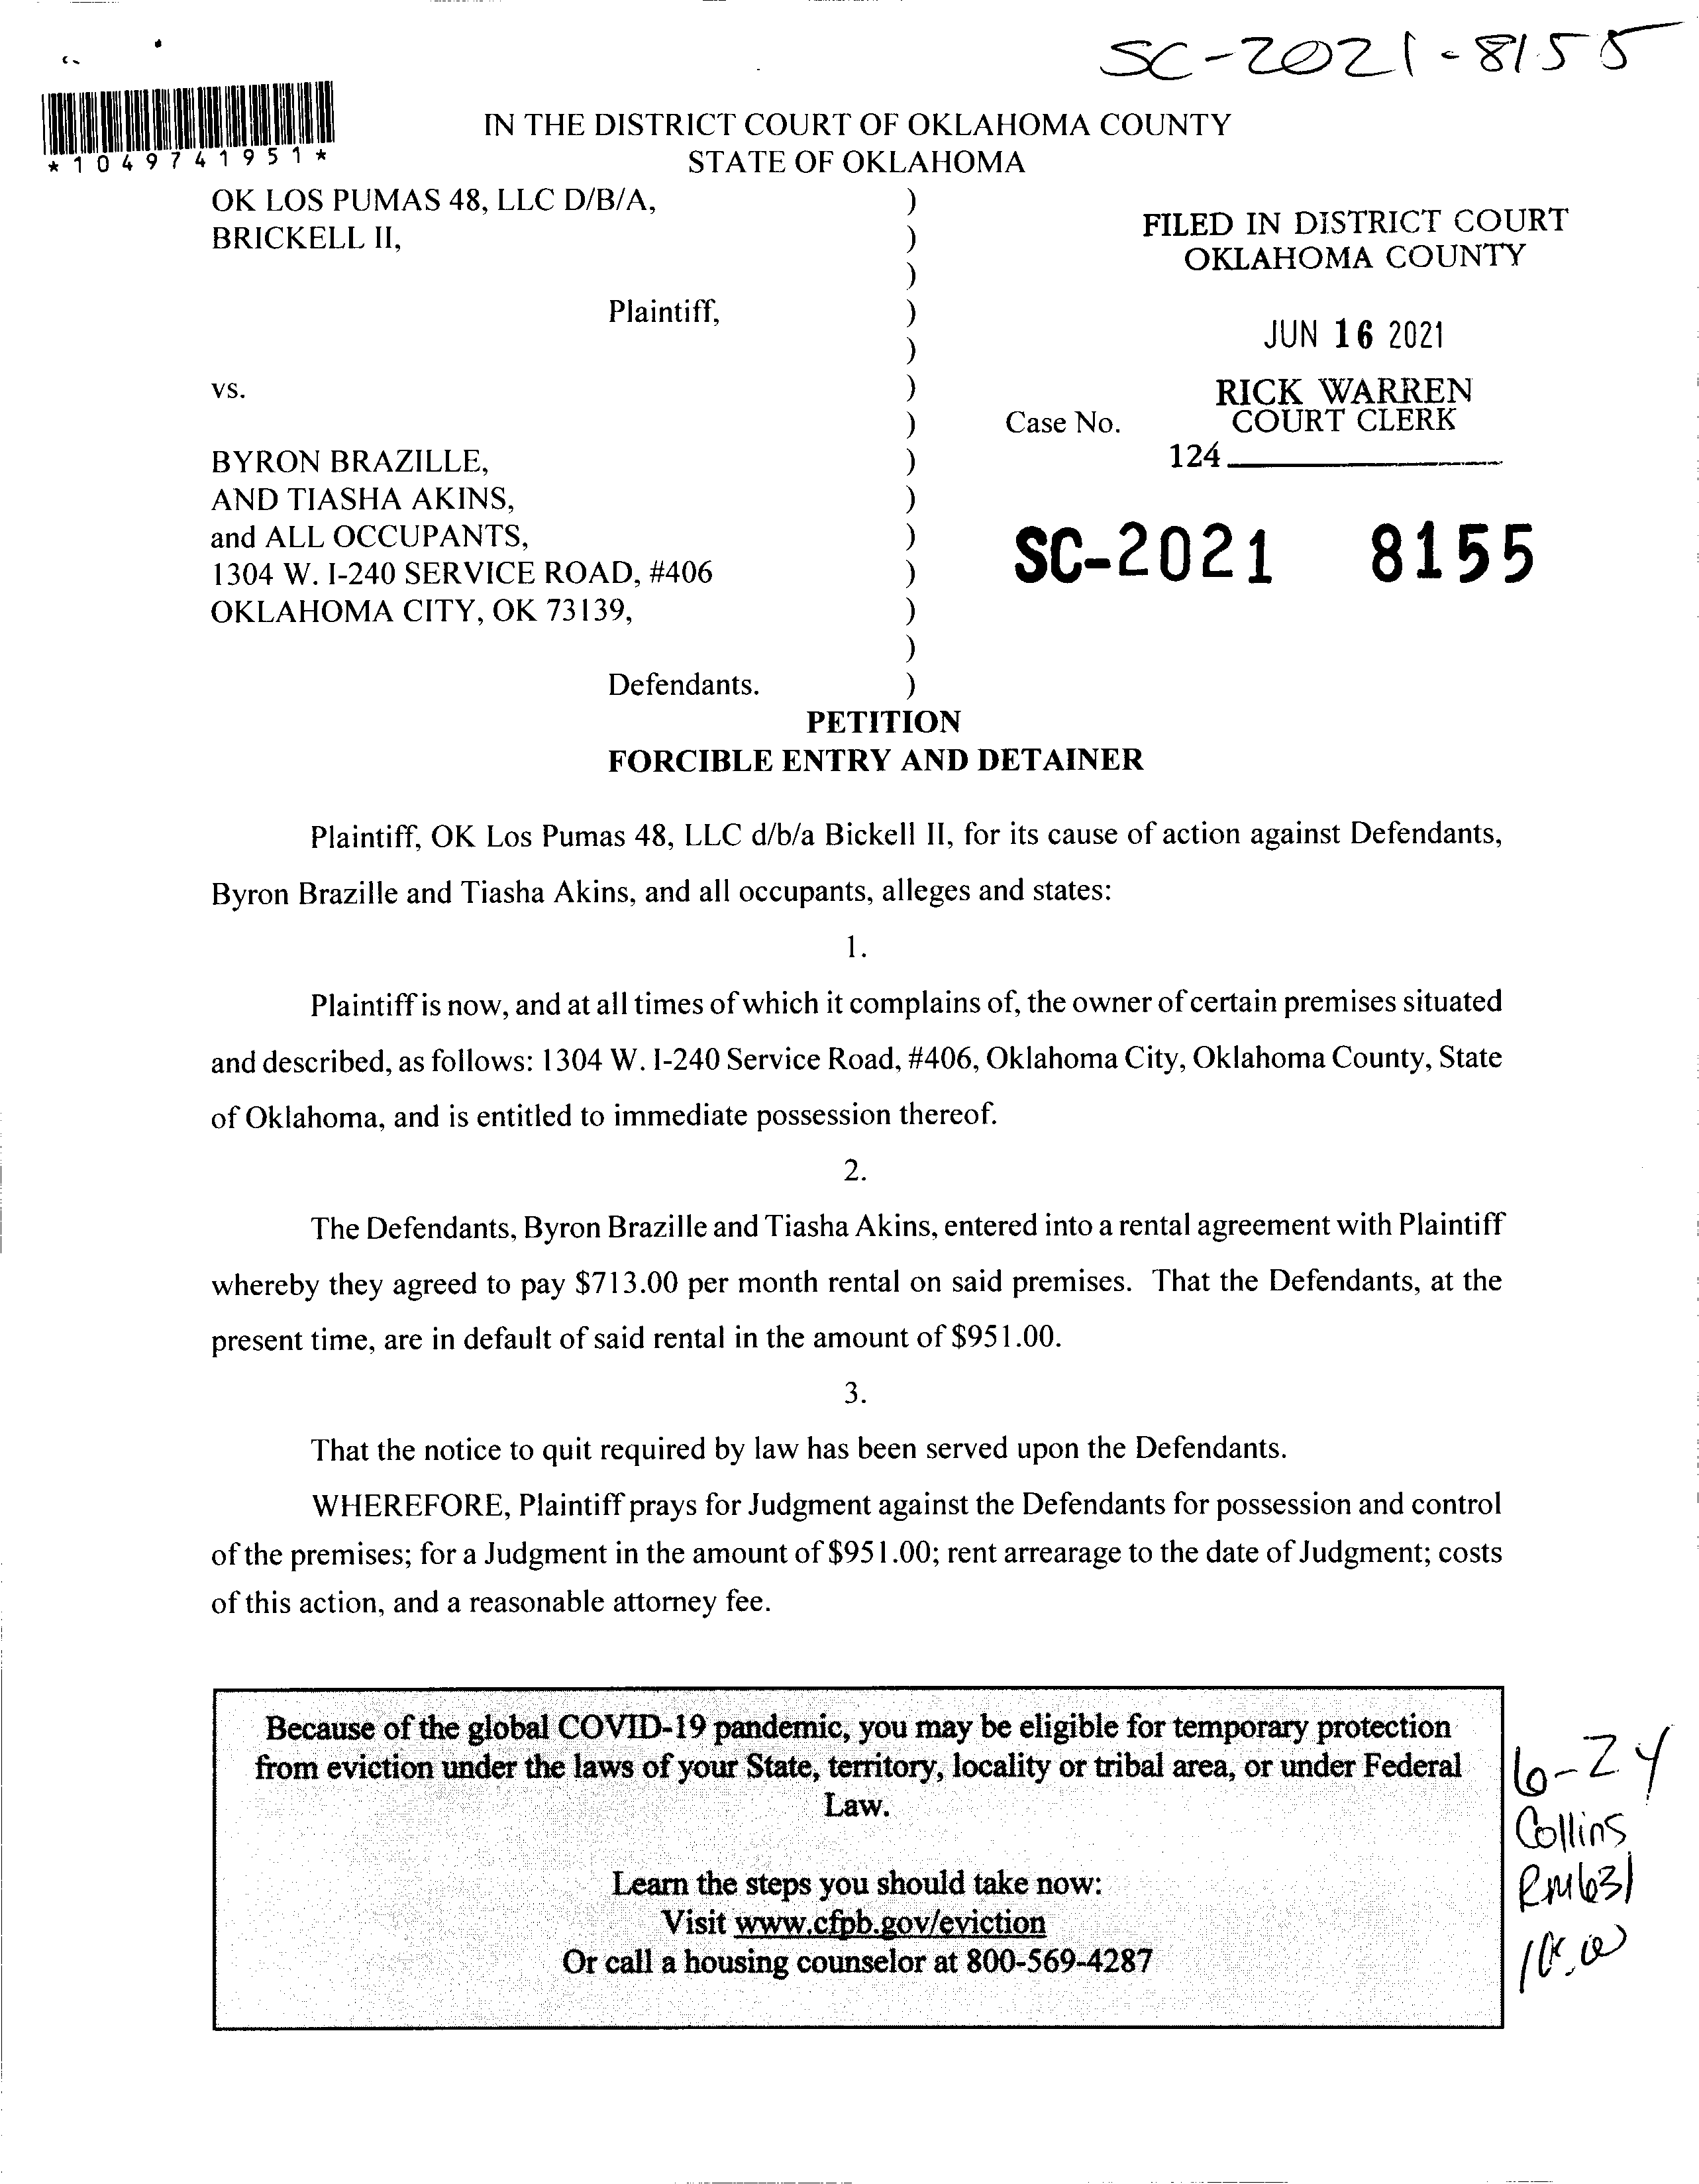 SC-2021-8155
*1049741951*
IN THE DISTRICT COURT OF OKLAHOMA COUNTY
STATE OF OKLAHOMA
OK LOS PUMAS 48, LLC D/B/A, )
BRICKELL II, )
)
Plaintiff, )
)
vs. )
)
BYRON BRAZILLE, )
AND TIASHA AKINS, )
and ALL OCCUPANTS, )
1304 W. I-240 SERVICE ROAD, #406 )
OKLAHOMA CITY, OK 73139, )
)
Defendants. )
FILED IN DISTRICT COURT
OKLAHOMA COUNTY
JUN 16 2021
RICK WARREN
COURT CLERK
Case No.
124
SC-2021 8155
PETITION
FORCIBLE ENTRY AND DETAINER
Plaintiff, OK Los Pumas 48, LLC d/b/a Bickell II, for its cause of action against Defendants,
Byron Brazille and Tiasha Akins, and all occupants, alleges and states:
1.
Plaintiff is now, and at all times of which it complains of, the owner of certain premises situated
and described, as follows: 1304 W. I-240 Service Road, #406, Oklahoma City, Oklahoma County, State
of Oklahoma, and is entitled to immediate possession thereof.
2.
The Defendants, Byron Brazille and Tiasha Akins, entered into a rental agreement with Plaintiff
whereby they agreed to pay $713.00 per month rental on said premises. That the Defendants, at the
present time, are in default of said rental in the amount of $951.00.
3.
That the notice to quit required by law has been served upon the Defendants.
WHEREFORE, Plaintiff prays for Judgment against the Defendants for possession and control
of the premises; for a Judgment in the amount of $951.00; rent arrearage to the date of Judgment; costs
of this action, and a reasonable attorney fee.
Because of the global COVID-19 pandemic, you may be eligible for temporary protection
from eviction under the laws of your State, territory, locality or tribal area, or under Federal
Law.
Learn the steps you should take now:
Visit www.cfpb.gov/eviction
Or call a housing counselor at 800-569-4287
6-24
Collins
RM631